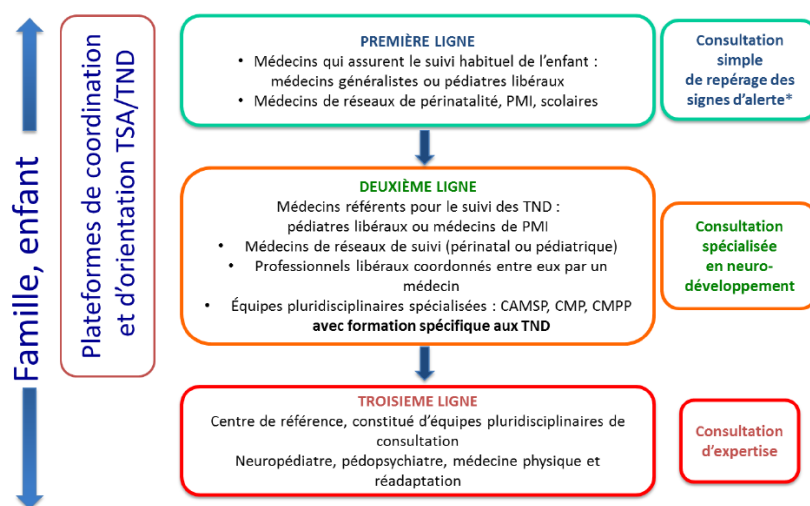 Famille, enfant
Plateformes de coordination
et d'orientation TSA/TND
PREMIÈRE LIGNE
• Médecins qui assurent le suivi habituel de l'enfant :
médecins généralistes ou pédiatres libéraux
• Médecins de réseaux de périnatalité, PMI, scolaires
Consultation
simple
de repérage des
signes d'alerte*
DEUXIÈME LIGNE
Médecins référents pour le suivi des TND :
pédiatres libéraux ou médecins de PMI
• Médecins de réseaux de suivi (périnatal ou pédiatrique)
• Professionnels libéraux coordonnés entre eux par un
médecin
• Équipes pluridisciplinaires spécialisées : CAMSP, CMP, CMPP
avec formation spécifique aux TND
Consultation
spécialisée
en neuro-
développement
TROISIEME LIGNE
Centre de référence, constitué d'équipes pluridisciplinaires de
consultation
Neuropédiatre, pédopsychiatre, médecine physique et
réadaptation
Consultation
d'expertise